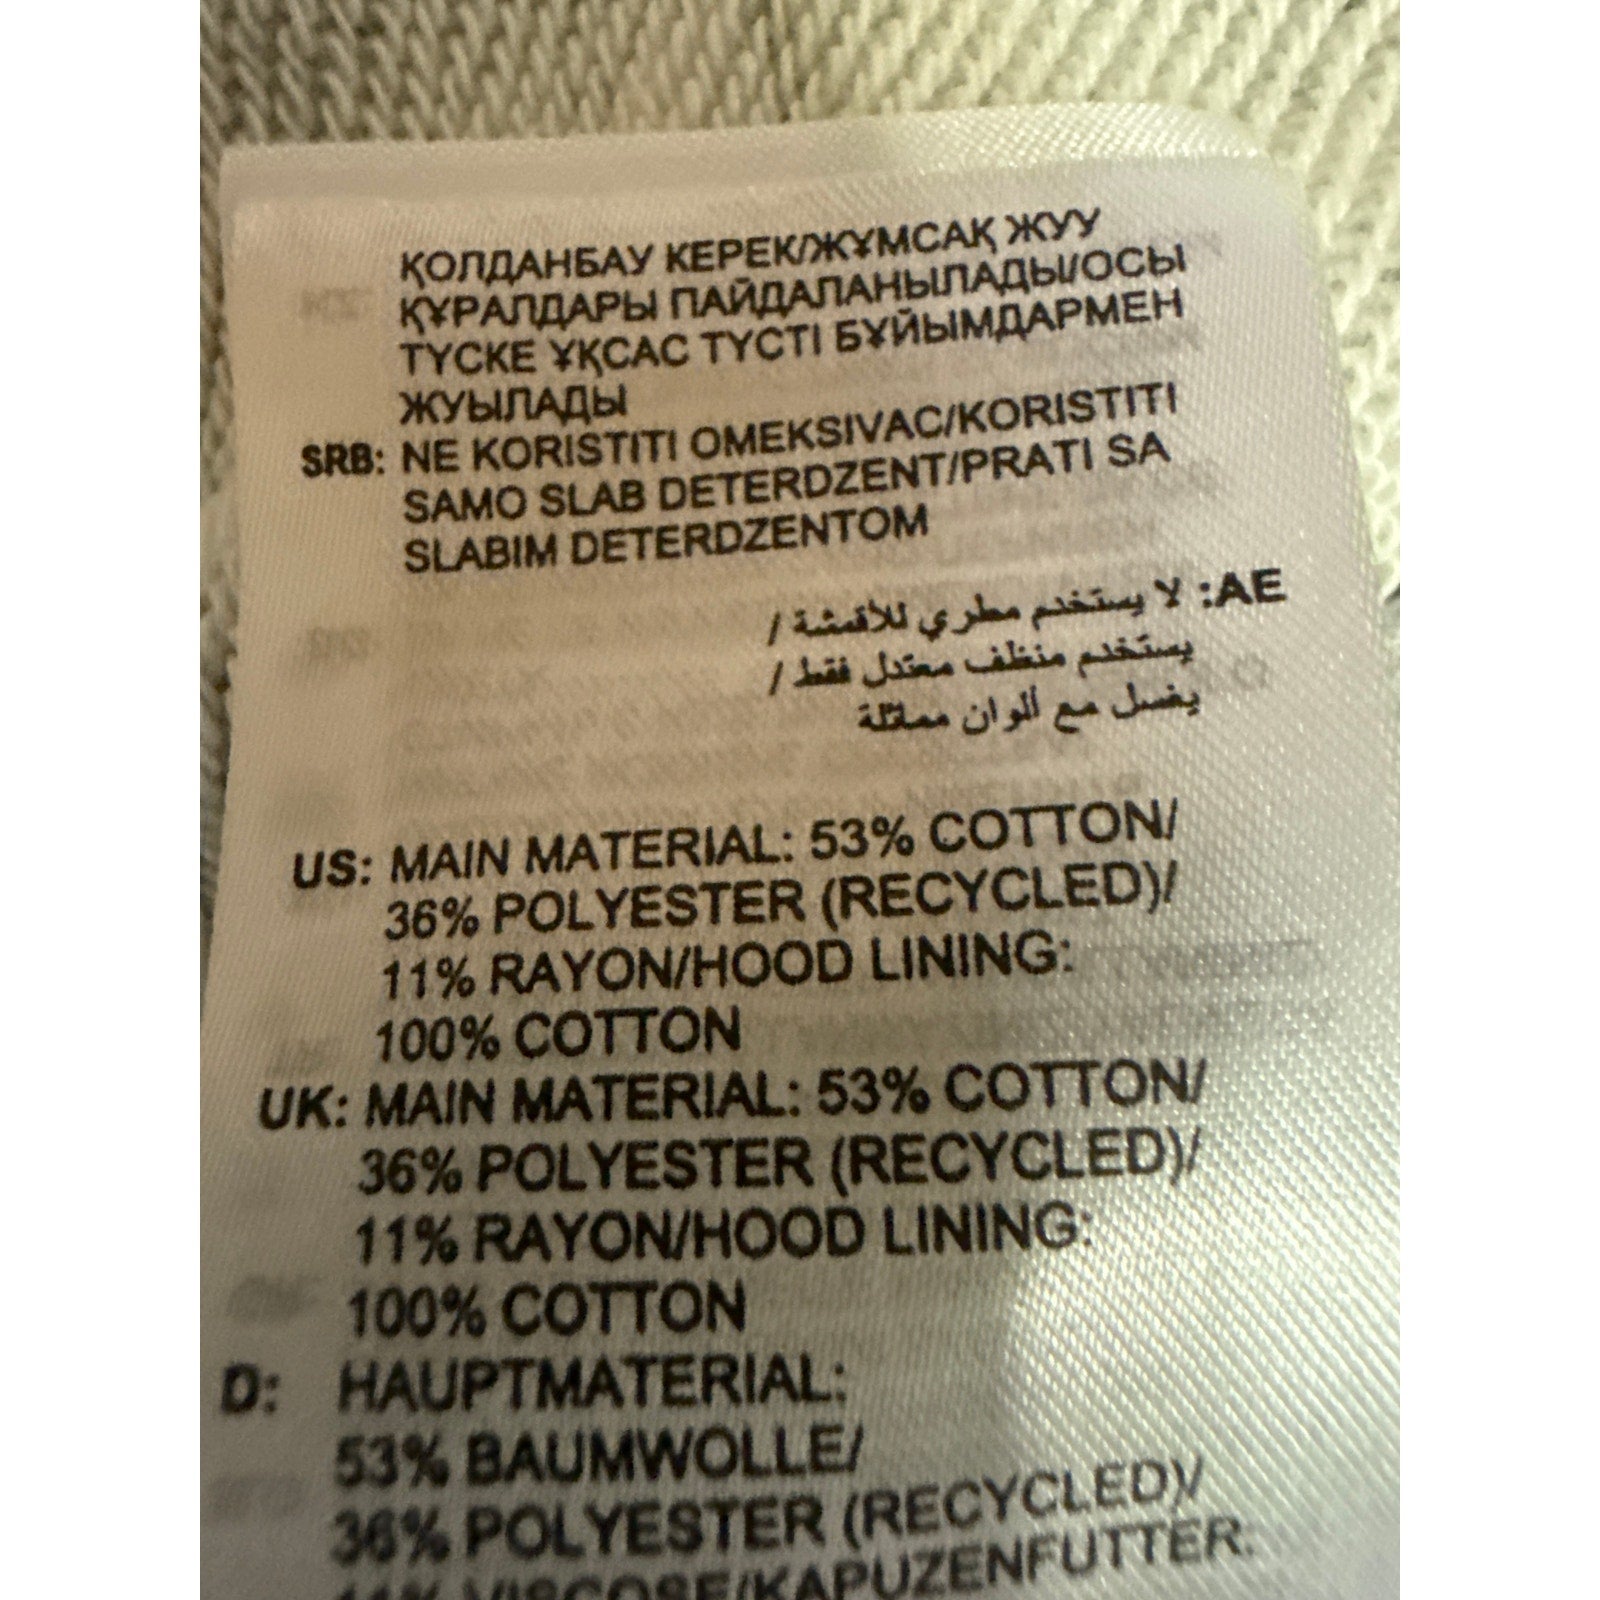 ҚОЛДАНБАУ КЕРЕК/ЖҰМСАҚ ЖУУ
ҚҰРАЛДАРЫ ПАЙДАЛАНЫЛАДЫ/ОСЫ
ТҮСКЕ ҰҚСАС ТҮСТІ БҰЙЫМДАРМЕН
ЖУЫЛАДЫ
SRB: NE KORISTITI OMEKSIVAC/KORISTITI
SAMO SLAB DETERDZENT/PRATI SA
SLABIM DETERDZENTOM
AE: لا يستخدم مطري للأقمشة /
يستخدم منظف معتدل فقط /
يغسل مع ألوان مماثلة
US: MAIN MATERIAL: 53% COTTON/
36% POLYESTER (RECYCLED)/
11% RAYON/HOOD LINING:
100% COTTON
UK: MAIN MATERIAL: 53% COTTON/
36% POLYESTER (RECYCLED)/
11% RAYON/HOOD LINING:
100% COTTON
D: HAUPTMATERIAL:
53% BAUMWOLLE/
36% POLYESTER (RECYCLED)/
11% VISCOSE/KAPUZENFUTTER: